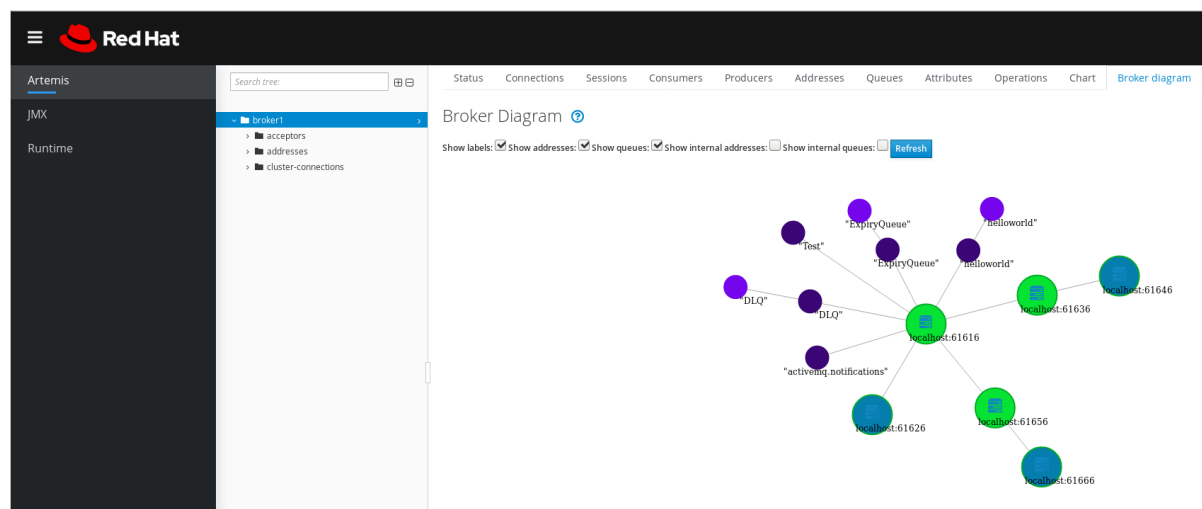 Red Hat
Artemis
JMX
Runtime
Search tree:
broker1
acceptors
addresses
cluster-connections
Status Connections Sessions Consumers Producers Addresses Queues Attributes Operations Chart Broker diagram
Broker Diagram
Show labels: Show addresses: Show queues: Show internal addresses: Show internal queues: Refresh
"ExpiryQueue"
"helloworld"
"Test"
"ExpiryQueue"
"helloworld"
localhost:61646
"DLQ"
"DLQ"
localhost:61636
localhost:61616
"activemq.notifications"
localhost:61626
localhost:61656
localhost:61666